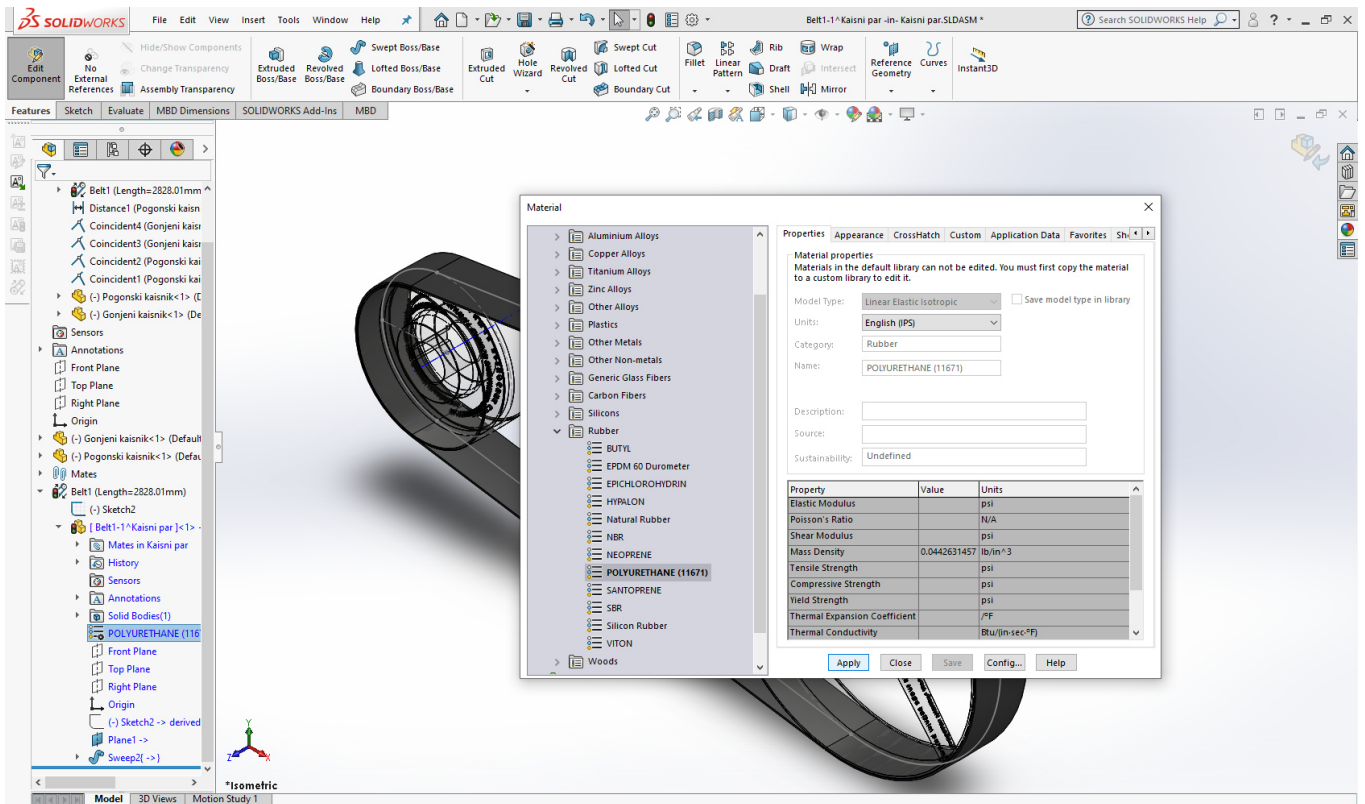 SOLIDWORKS File Edit View Insert Tools Window Help Belt1-1^Kaisni par -in- Kaisni par.SLDASM * Search SOLIDWORKS Help ?
Edit Component
No External References
Hide/Show Components
Change Transparency
Assembly Transparency
Extruded Boss/Base
Revolved Boss/Base
Swept Boss/Base
Lofted Boss/Base
Boundary Boss/Base
Extruded Cut
Hole Wizard
Revolved Cut
Swept Cut
Lofted Cut
Boundary Cut
Fillet
Linear Pattern
Rib
Draft
Shell
Wrap
Intersect
Mirror
Reference Geometry
Curves
Instant3D
Features Sketch Evaluate MBD Dimensions SOLIDWORKS Add-Ins MBD
Belt1 (Length=2828.01mm
Distance1 (Pogonski kaisn
Coincident4 (Gonjeni kaisr
Coincident3 (Gonjeni kaisr
Coincident2 (Pogonski kai
Coincident1 (Pogonski kai
(-) Pogonski kaisnik<1> (D
(-) Gonjeni kaisnik<1> (De
Sensors
Annotations
Front Plane
Top Plane
Right Plane
Origin
(-) Gonjeni kaisnik<1> (Default
(-) Pogonski kaisnik<1> (Defau
Mates
Belt1 (Length=2828.01mm)
(-) Sketch2
[ Belt1-1^Kaisni par ]<1> -
Mates in Kaisni par
History
Sensors
Annotations
Solid Bodies(1)
POLYURETHANE (116
Front Plane
Top Plane
Right Plane
Origin
(-) Sketch2 -> derived
Plane1 ->
Sweep2{ ->}
Y
Z X
*Isometric
Model 3D Views Motion Study 1
Material
Aluminium Alloys
Copper Alloys
Titanium Alloys
Zinc Alloys
Other Alloys
Plastics
Other Metals
Other Non-metals
Generic Glass Fibers
Carbon Fibers
Silicons
Rubber
BUTYL
EPDM 60 Durometer
EPICHLOROHYDRIN
HYPALON
Natural Rubber
NBR
NEOPRENE
POLYURETHANE (11671)
SANTOPRENE
SBR
Silicon Rubber
VITON
Woods
Properties Appearance CrossHatch Custom Application Data Favorites
Material properties
Materials in the default library can not be edited. You must first copy the material
to a custom library to edit it.
Model Type: Linear Elastic Isotropic Save model type in library
Units: English (IPS)
Category: Rubber
Name: POLYURETHANE (11671)
Description:
Source:
Sustainability: Undefined
Property Value Units
Elastic Modulus psi
Poisson's Ratio N/A
Shear Modulus psi
Mass Density 0.0442631457 lb/in^3
Tensile Strength psi
Compressive Strength psi
Yield Strength psi
Thermal Expansion Coefficient /°F
Thermal Conductivity Btu/(in·sec·°F)
Apply Close Save Config... Help